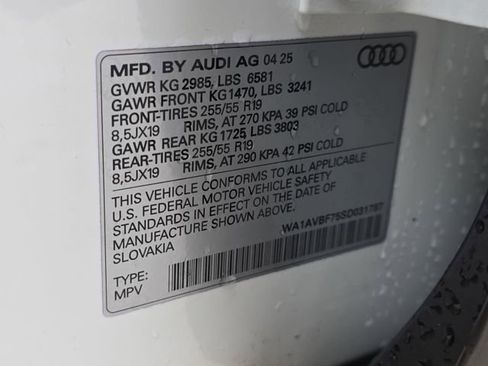 MFD. BY AUDI AG 04 25
GVWR KG 2985, LBS 6581
GAWR FRONT KG1470, LBS 3241
FRONT-TIRES 255/55 R19
8,5JX19 RIMS, AT 270 KPA 39 PSI COLD
GAWR REAR KG 1725 LBS 3803
REAR-TIRES 255/55 R19
8,5JX19 RIMS, AT 290 KPA 42 PSI COLD
THIS VEHICLE CONFORMS TO ALL APPLICABLE
U.S. FEDERAL MOTOR VEHICLE SAFETY
STANDARDS IN EFFECT ON THE DATE OF
MANUFACTURE SHOWN ABOVE.
SLOVAKIA
WA1AVBF75SD031787
TYPE:
MPV